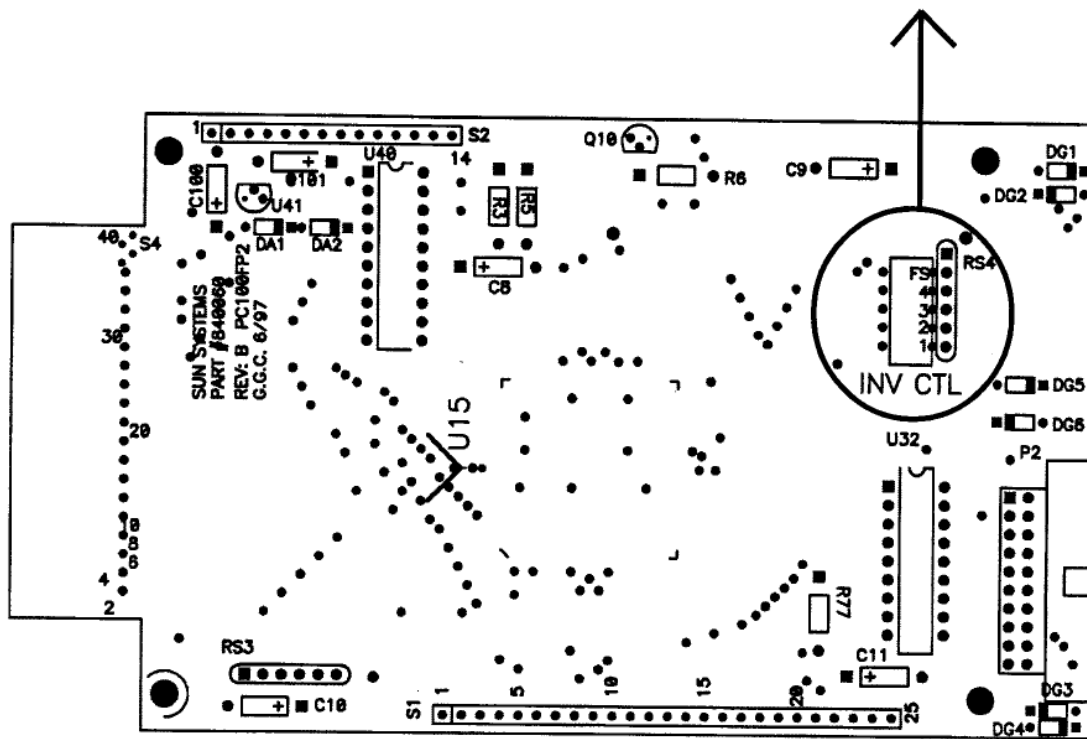 1
S2
14
Q10
C100
101
U40
U41
DA1
DA2
R3
R5
R6
C9
DG1
DG2
40
S4
30
20
10
8
6
4
2
SUN SYSTEMS
PART #840060
REV: B PC100FP2
G.G.C. 6/97
C8
U15
FS
4
3
2
1
RS4
INV CTL
DG5
DG6
U32
P2
R77
C11
RS3
C10
S1
1
5
10
15
20
25
DG3
DG4